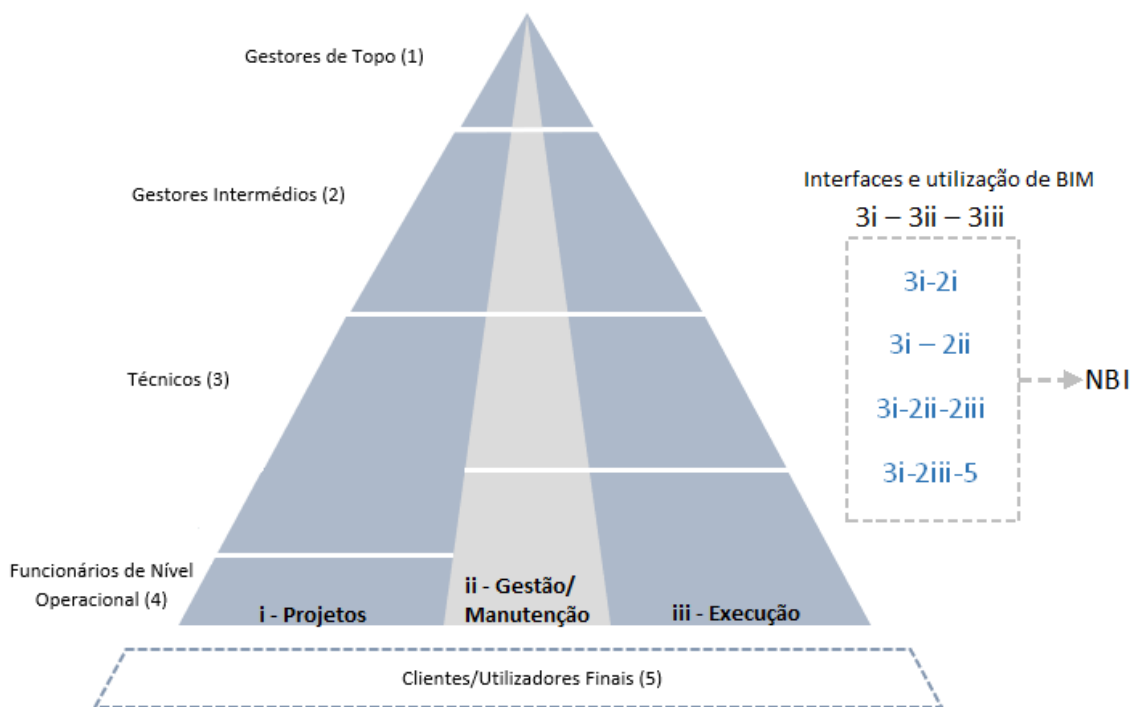 Gestores de Topo (1)
Gestores Intermédios (2)
Interfaces e utilização de BIM
3i – 3ii – 3iii
3i-2i
3i – 2ii
Técnicos (3)
NBI
3i-2ii-2iii
3i-2iii-5
Funcionários de Nível
Operacional (4)
i - Projetos
ii - Gestão/
Manutenção
iii - Execução
Clientes/Utilizadores Finais (5)